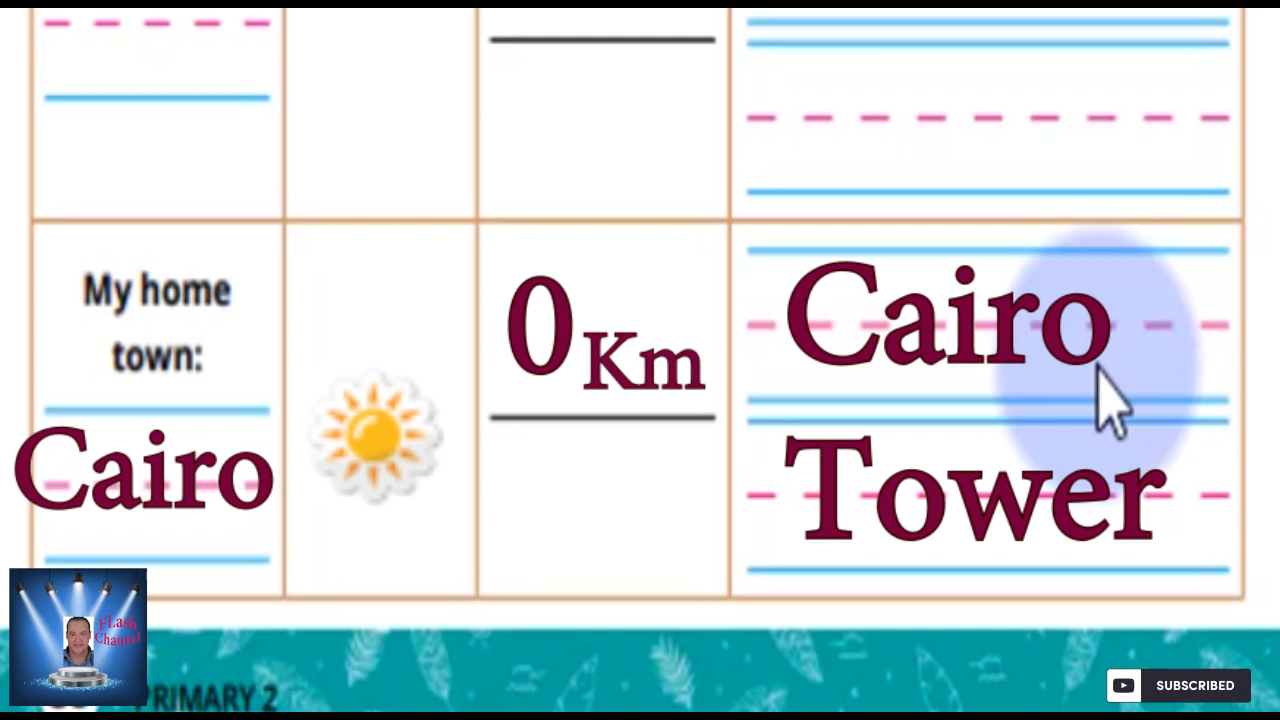 My home
town:
Cairo
0 Km
Cairo
Tower
FLash
Channel
PRIMARY 2
SUBSCRIBED